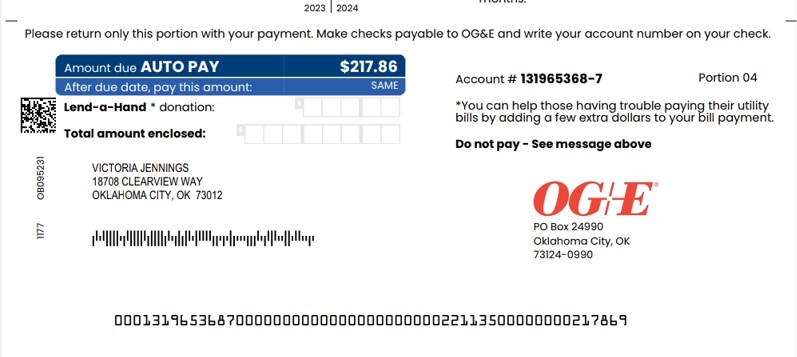 2023 | 2024
months.
Please return only this portion with your payment. Make checks payable to OG&E and write your account number on your check.
Amount due AUTO PAY $217.86
After due date, pay this amount: SAME
Lend-a-Hand * donation: $
Total amount enclosed: $
Account # 131965368-7 Portion 04
*You can help those having trouble paying their utility
bills by adding a few extra dollars to your bill payment.
Do not pay - See message above
OB095231
1177
VICTORIA JENNINGS
18708 CLEARVIEW WAY
OKLAHOMA CITY, OK 73012
OG+E®
PO Box 24990
Oklahoma City, OK
73124-0990
000131965368700000000000000000000000022113500000000217869